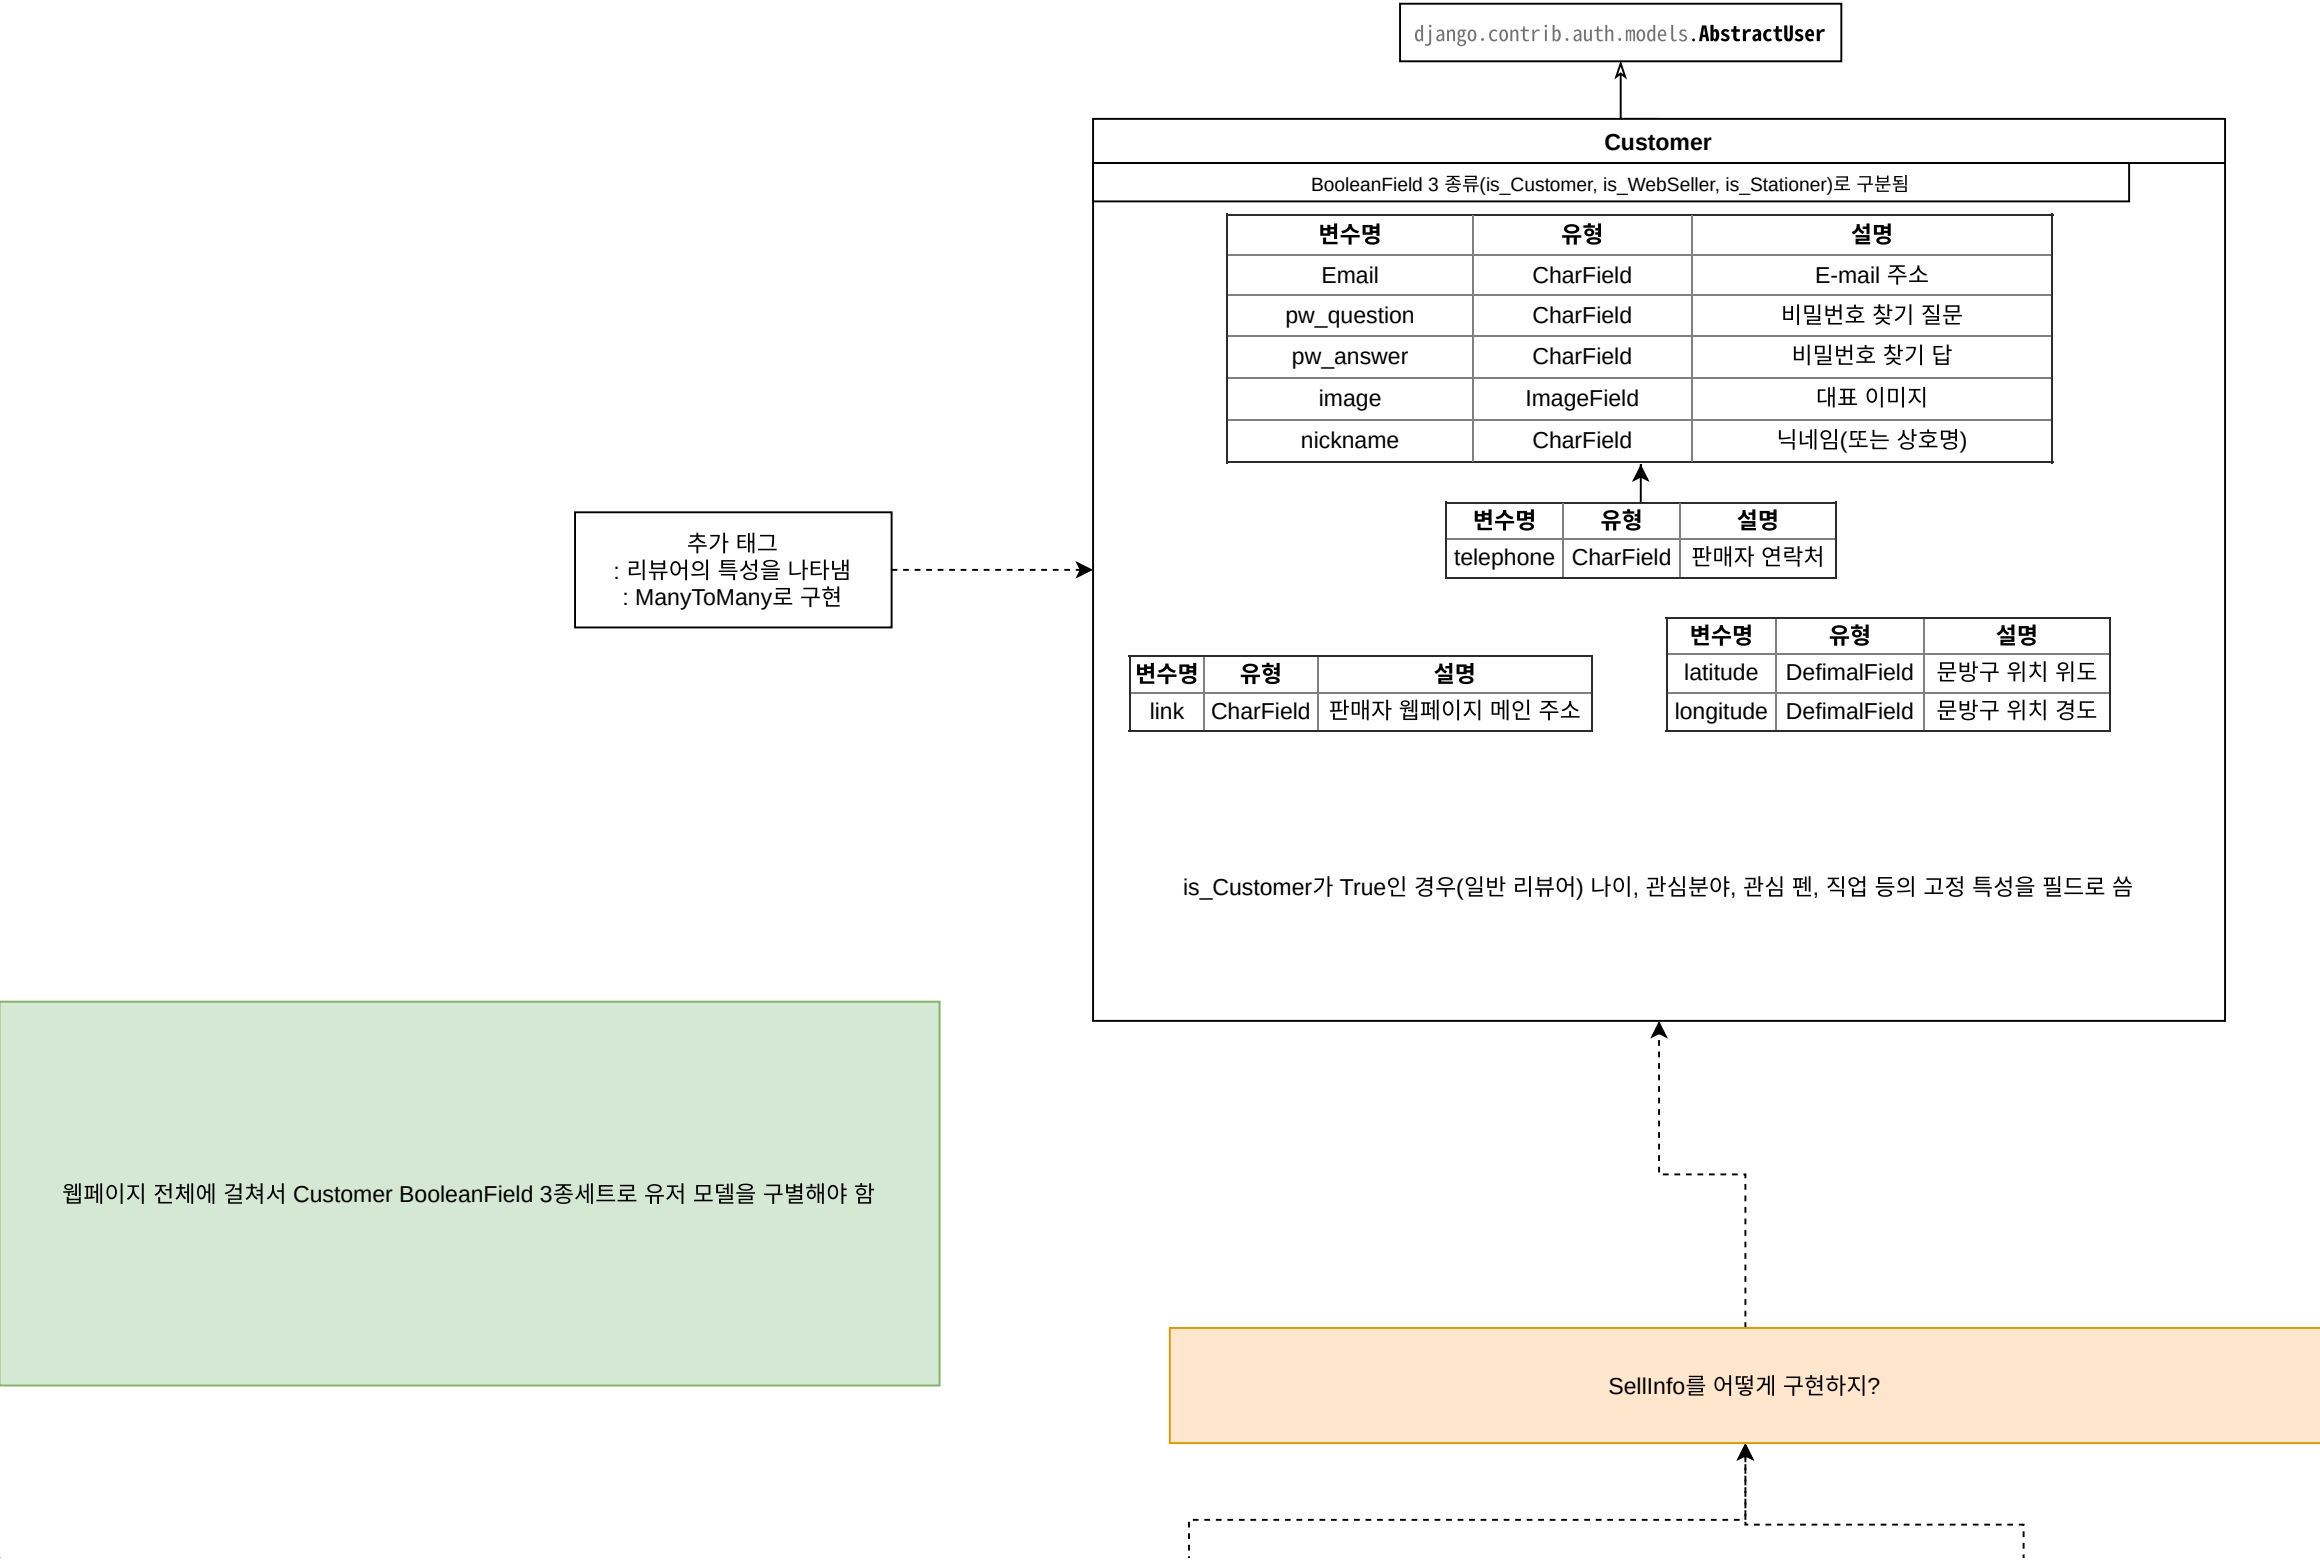 django.contrib.auth.models.AbstractUser
Customer
BooleanField 3 종류(is_Customer, is_WebSeller, is_Stationer)로 구분됨
변수명 유형 설명
Email CharField E-mail 주소
pw_question CharField 비밀번호 찾기 질문
pw_answer CharField 비밀번호 찾기 답
image ImageField 대표 이미지
nickname CharField 닉네임(또는 상호명)
변수명 유형 설명
telephone CharField 판매자 연락처
추가 태그
: 리뷰어의 특성을 나타냄
: ManyToMany로 구현
변수명 유형 설명
link CharField 판매자 웹페이지 메인 주소
변수명 유형 설명
latitude DefimalField 문방구 위치 위도
longitude DefimalField 문방구 위치 경도
is_Customer가 True인 경우(일반 리뷰어) 나이, 관심분야, 관심 펜, 직업 등의 고정 특성을 필드로 씀
웹페이지 전체에 걸쳐서 Customer BooleanField 3종세트로 유저 모델을 구별해야 함
SellInfo를 어떻게 구현하지?